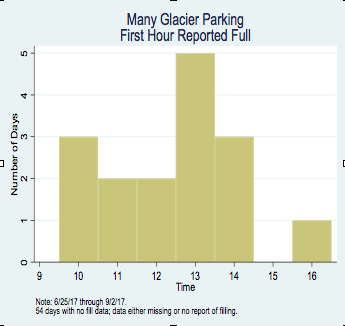 Many Glacier Parking
First Hour Reported Full
Number of Days
5
4
3
2
1
0
9 10 11 12 13 14 15 16
Time
Note: 6/25/17 through 9/2/17.
54 days with no fill data; data either missing or no report of filling.